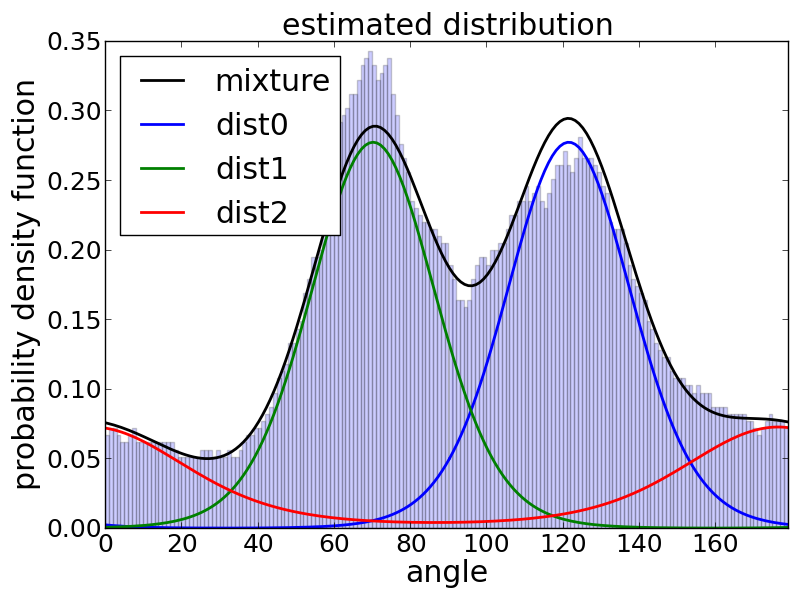 estimated distribution
probability density function
0.35
0.30
0.25
0.20
0.15
0.10
0.05
0.00
mixture
dist0
dist1
dist2
0 20 40 60 80 100 120 140 160
angle